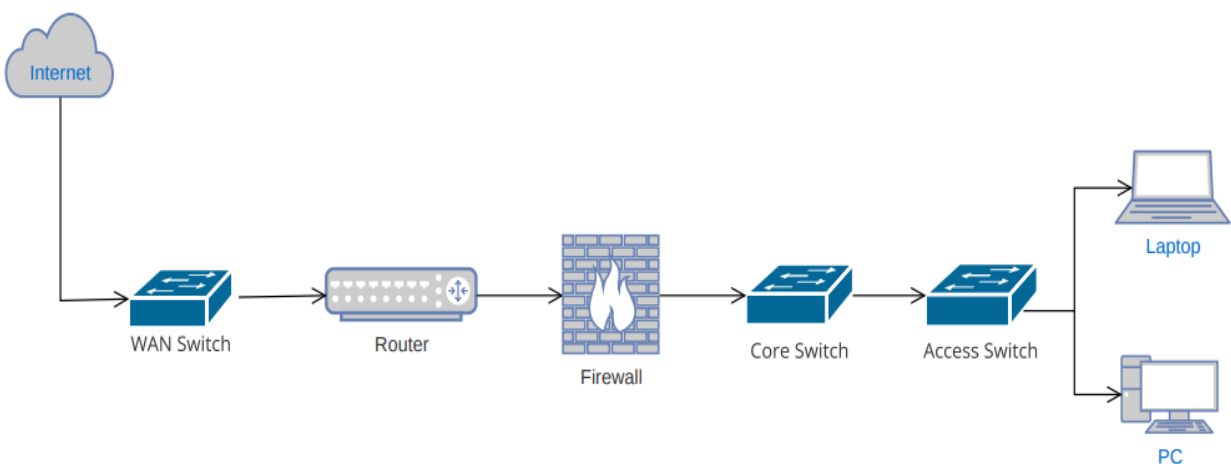 Internet
WAN Switch
Router
Firewall
Core Switch
Access Switch
Laptop
PC